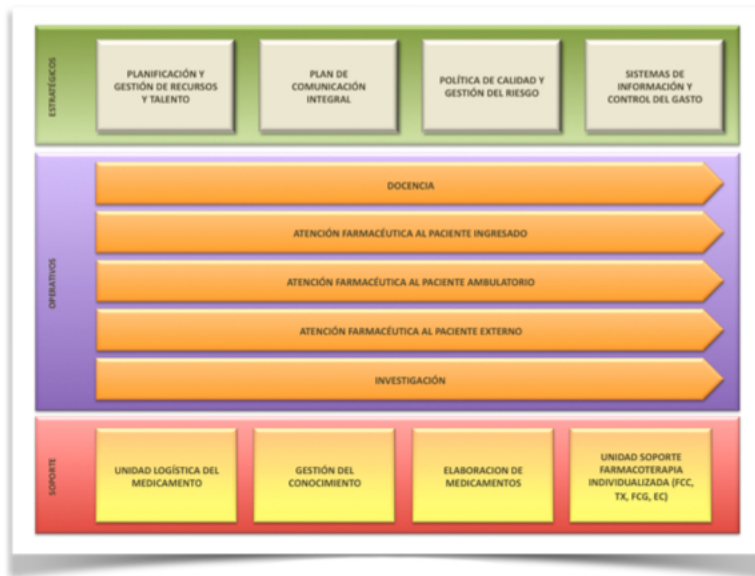 ESTRATÉGICOS
PLANIFICACIÓN Y
GESTIÓN DE RECURSOS
Y TALENTO
PLAN DE
COMUNICACIÓN
INTEGRAL
POLÍTICA DE CALIDAD Y
GESTIÓN DEL RIESGO
SISTEMAS DE
INFORMACIÓN Y
CONTROL DEL GASTO
OPERATIVOS
DOCENCIA
ATENCIÓN FARMACÉUTICA AL PACIENTE INGRESADO
ATENCIÓN FARMACÉUTICA AL PACIENTE AMBULATORIO
ATENCIÓN FARMACÉUTICA AL PACIENTE EXTERNO
INVESTIGACIÓN
SOPORTE
UNIDAD LOGÍSTICA DEL
MEDICAMENTO
GESTIÓN DEL
CONOCIMIENTO
ELABORACION DE
MEDICAMENTOS
UNIDAD SOPORTE
FARMACOTERAPIA
INDIVIDUALIZADA (FCC,
TX, FCG, EC)